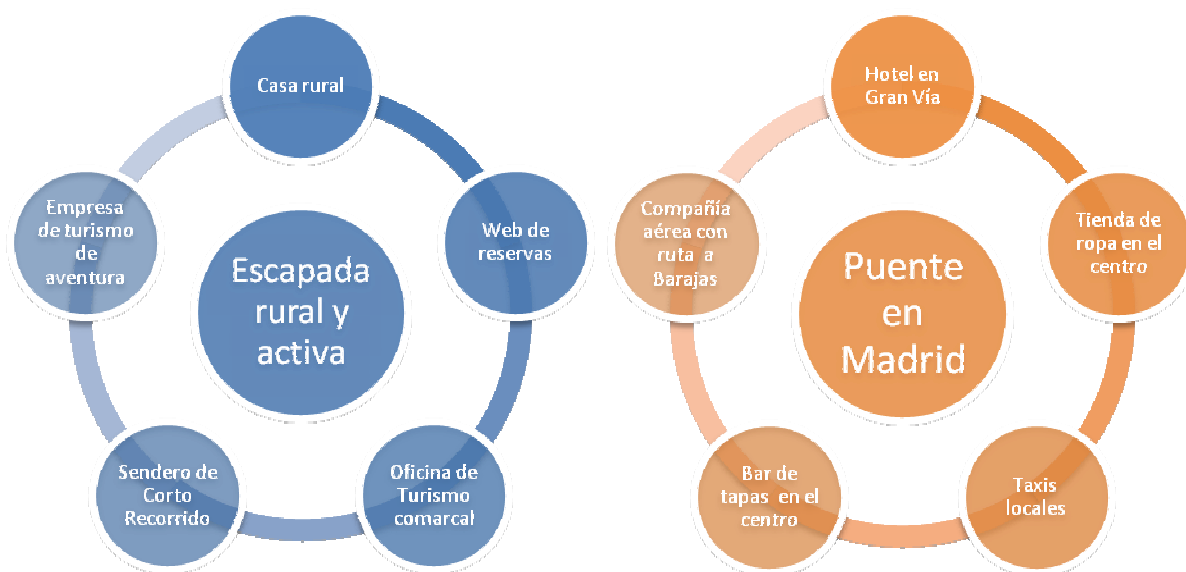 Casa rural
Web de
reservas
Oficina de
Turismo
comarcal
Sendero de
Corto
Recorrido
Empresa
de turismo
de
aventura
Escapada
rural y
activa
Hotel en
Gran Vía
Tienda de
ropa en el
centro
Taxis
locales
Bar de
tapas en el
centro
Compañía
aérea con
ruta a
Barajas
Puente
en
Madrid